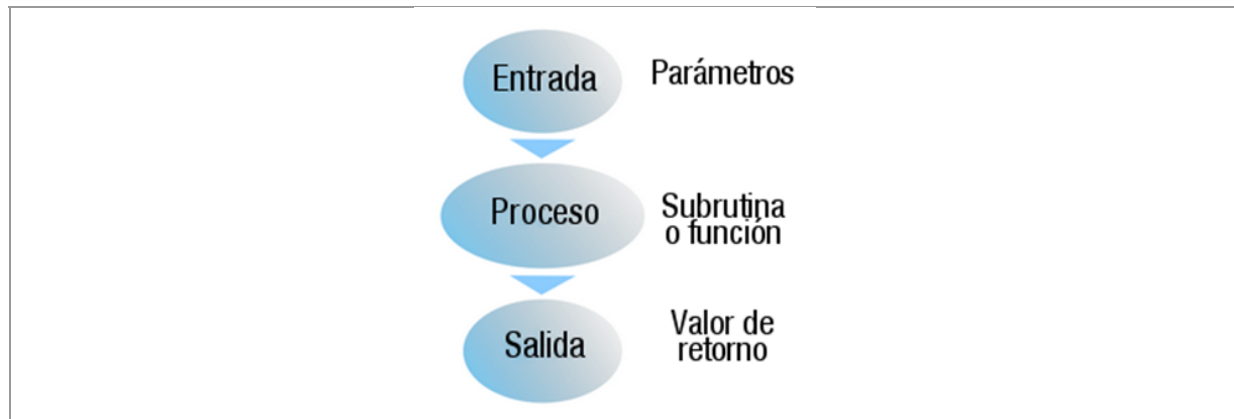 Entrada
Parámetros
Proceso
Subrutina
o función
Salida
Valor de
retorno